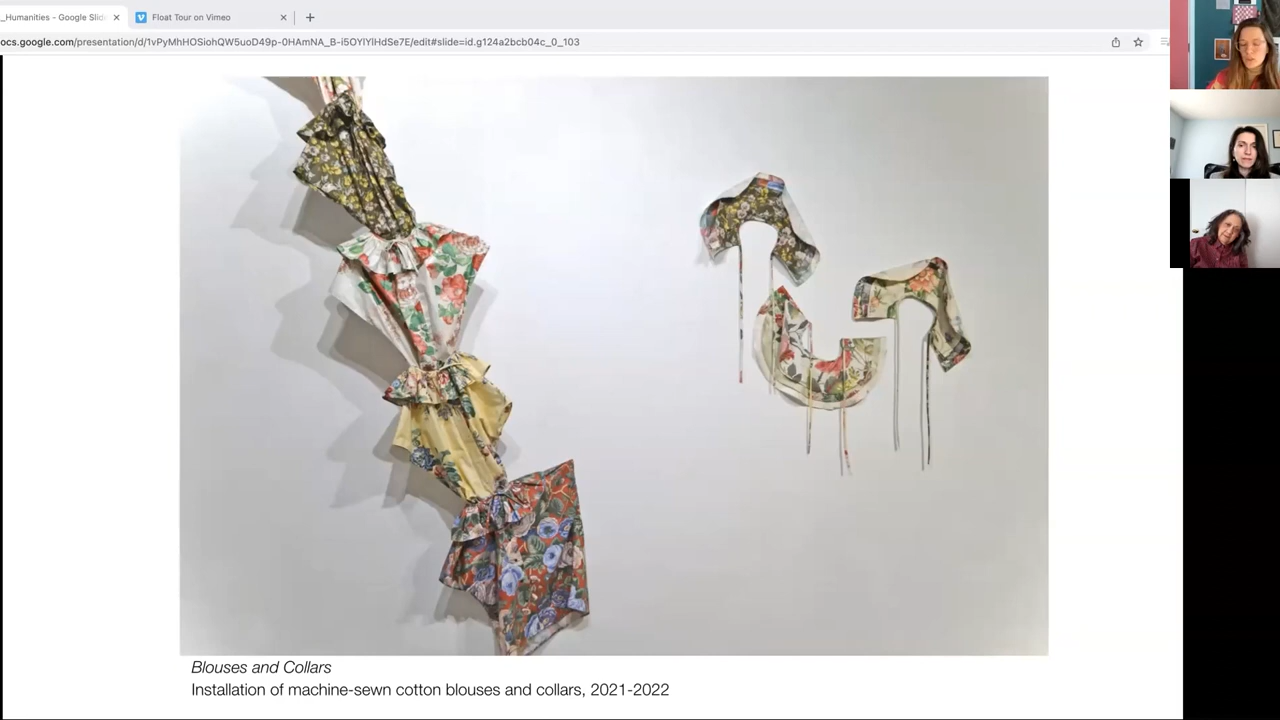 _Humanities - Google Slide
Float Tour on Vimeo
ocs.google.com/presentation/d/1vPyMhHOSiohQW5uoD49p-0HAmNA_B-i5OYlYlHdSe7E/edit#slide=id.g124a2bcb04c_0_103
Blouses and Collars
Installation of machine-sewn cotton blouses and collars, 2021-2022